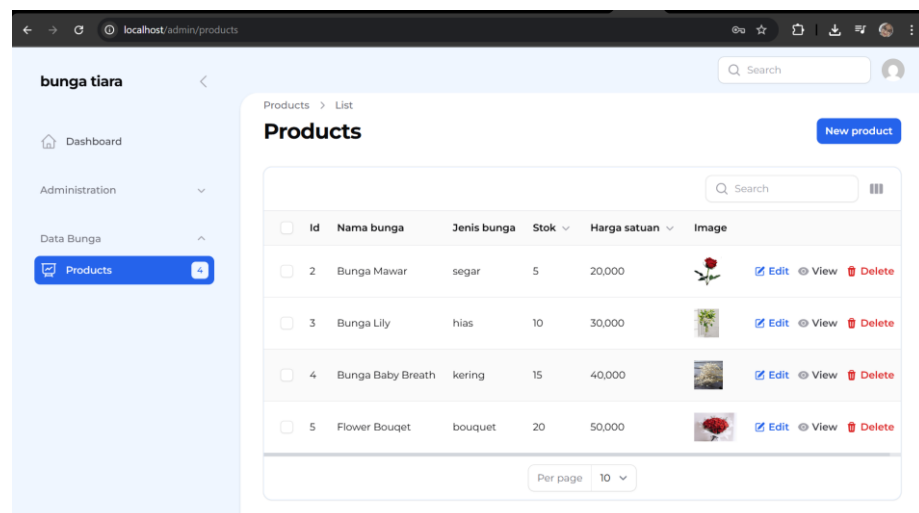 localhost/admin/products
bunga tiara
Search
Products > List
Products
New product
Dashboard
Administration
Data Bunga
Products 4
Search
Id Nama bunga Jenis bunga Stok Harga satuan Image
2 Bunga Mawar segar 5 20,000 Edit View Delete
3 Bunga Lily hias 10 30,000 Edit View Delete
4 Bunga Baby Breath kering 15 40,000 Edit View Delete
5 Flower Bouqet bouquet 20 50,000 Edit View Delete
Per page 10